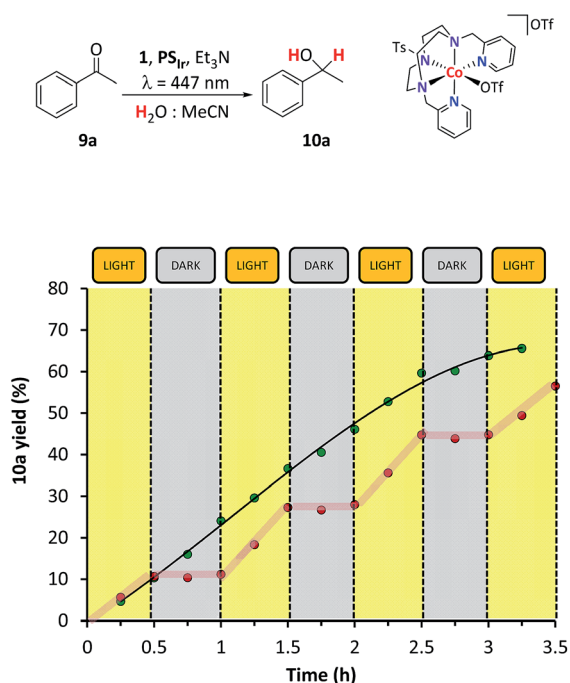 O
1, PS_Ir, Et₃N
λ = 447 nm
H₂O : MeCN
9a
H OH H
10a
] OTf
Ts
N N
N Co N
OTf
N N
LIGHT DARK LIGHT DARK LIGHT DARK LIGHT
80
70
60
50
40
30
20
10
0
10a yield (%)
0 0.5 1 1.5 2 2.5 3 3.5
Time (h)